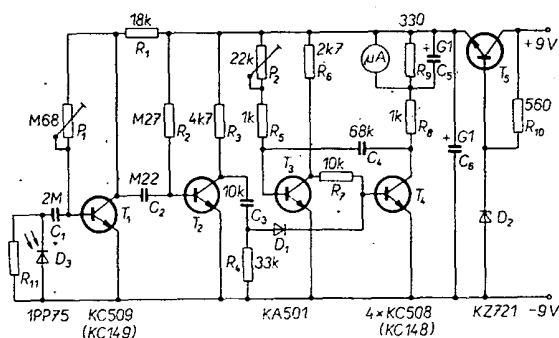 18k
R1
M68
P1
M27
R2
4k7
R3
22k
P2
1k
R5
2k7
R6
μA
330
R9
G1
C5
+
T5
+9V
560
R10
1k
R8
68k
C4
G1
C6
+
2M
C1
T1
M22
C2
T2
10k
C3
T3
10k
R7
T4
D1
D2
R11
D3
R4
33k
-9V
1PP75
KC509
(KC149)
KA501
4×KC508
(KC148)
KZ721